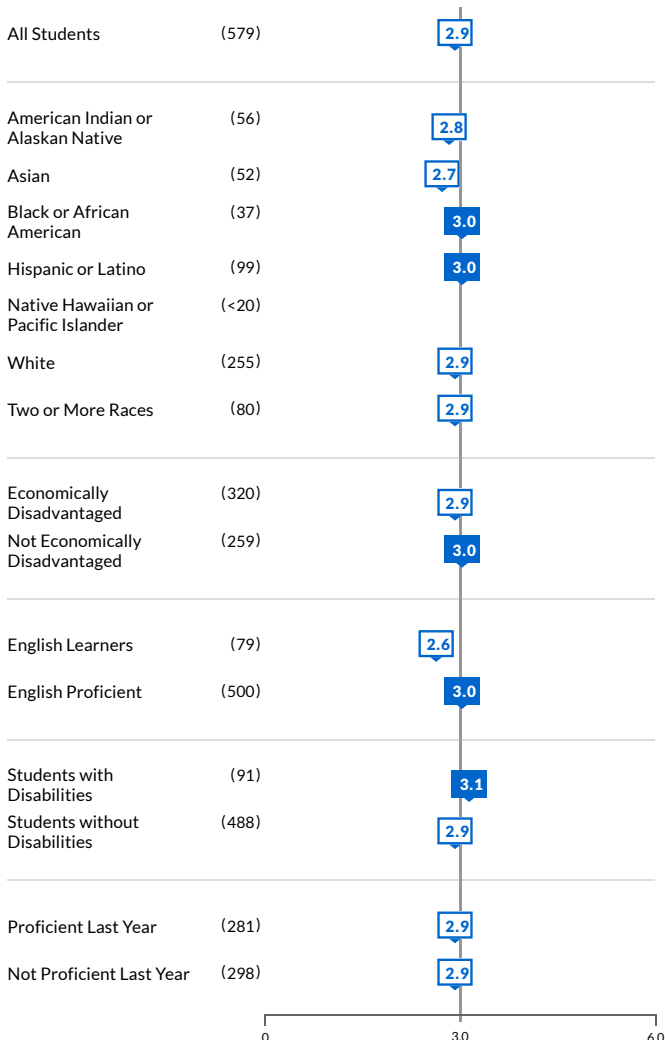 All Students (579) 2.9
American Indian or
Alaskan Native (56) 2.8
Asian (52) 2.7
Black or African
American (37) 3.0
Hispanic or Latino (99) 3.0
Native Hawaiian or
Pacific Islander (<20)
White (255) 2.9
Two or More Races (80) 2.9
Economically
Disadvantaged (320) 2.9
Not Economically
Disadvantaged (259) 3.0
English Learners (79) 2.6
English Proficient (500) 3.0
Students with
Disabilities (91) 3.1
Students without
Disabilities (488) 2.9
Proficient Last Year (281) 2.9
Not Proficient Last Year (298) 2.9
0 3.0 6.0